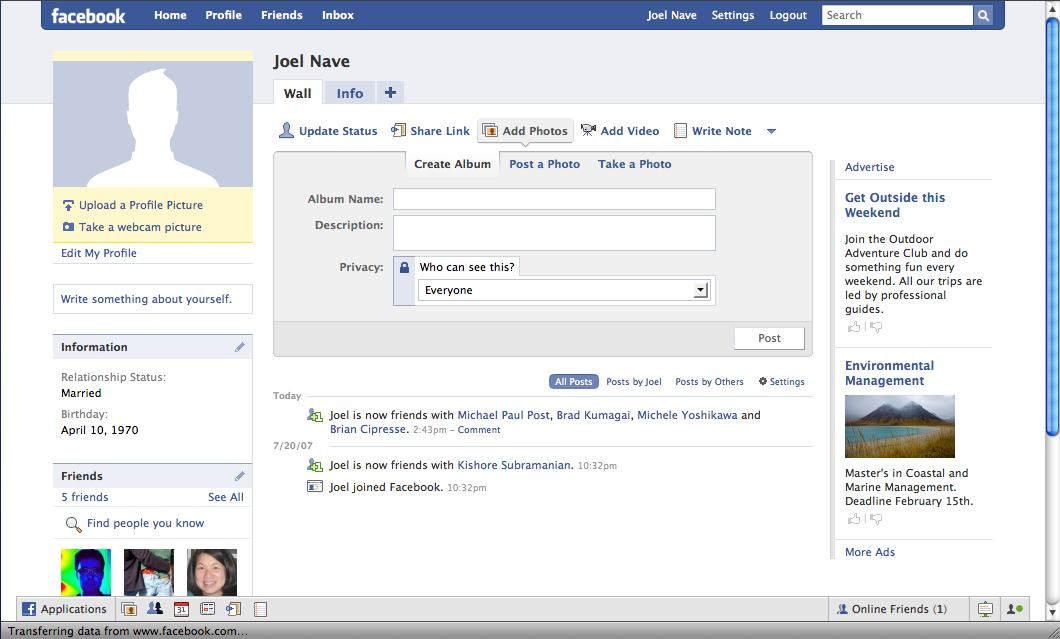 facebook Home Profile Friends Inbox Joel Nave Settings Logout Search
Joel Nave
Wall Info +
Update Status Share Link Add Photos Add Video Write Note
Create Album Post a Photo Take a Photo
Album Name:
Description:
Privacy: Who can see this?
Everyone
Post
Upload a Profile Picture
Take a webcam picture
Edit My Profile
Write something about yourself.
Information
Relationship Status:
Married
Birthday:
April 10, 1970
Friends
5 friends See All
Find people you know
All Posts Posts by Joel Posts by Others Settings
Today
Joel is now friends with Michael Paul Post, Brad Kumagai, Michele Yoshikawa and
Brian Cipresse. 2:43pm - Comment
7/20/07
Joel is now friends with Kishore Subramanian. 10:32pm
Joel joined Facebook. 10:32pm
Advertise
Get Outside this
Weekend
Join the Outdoor
Adventure Club and do
something fun every
weekend. All our trips are
led by professional
guides.
Environmental
Management
Master's in Coastal and
Marine Management.
Deadline February 15th.
More Ads
f Applications 31 Online Friends (1)
Transferring data from www.facebook.com...